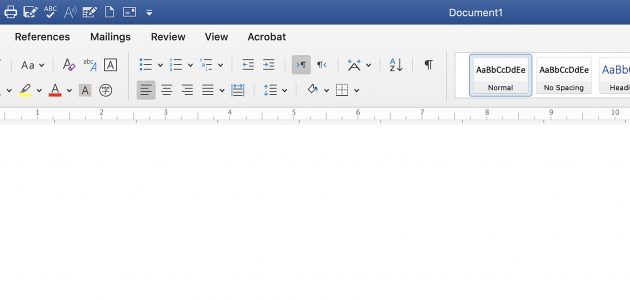 ABC Document1
References Mailings Review View Acrobat
Aa abc A A
AaBbCcDdEe AaBbCcDdEe AaBbCcDdEe
A A Normal No Spacing Headi
1 2 3 4 5 6 7 8 9 10